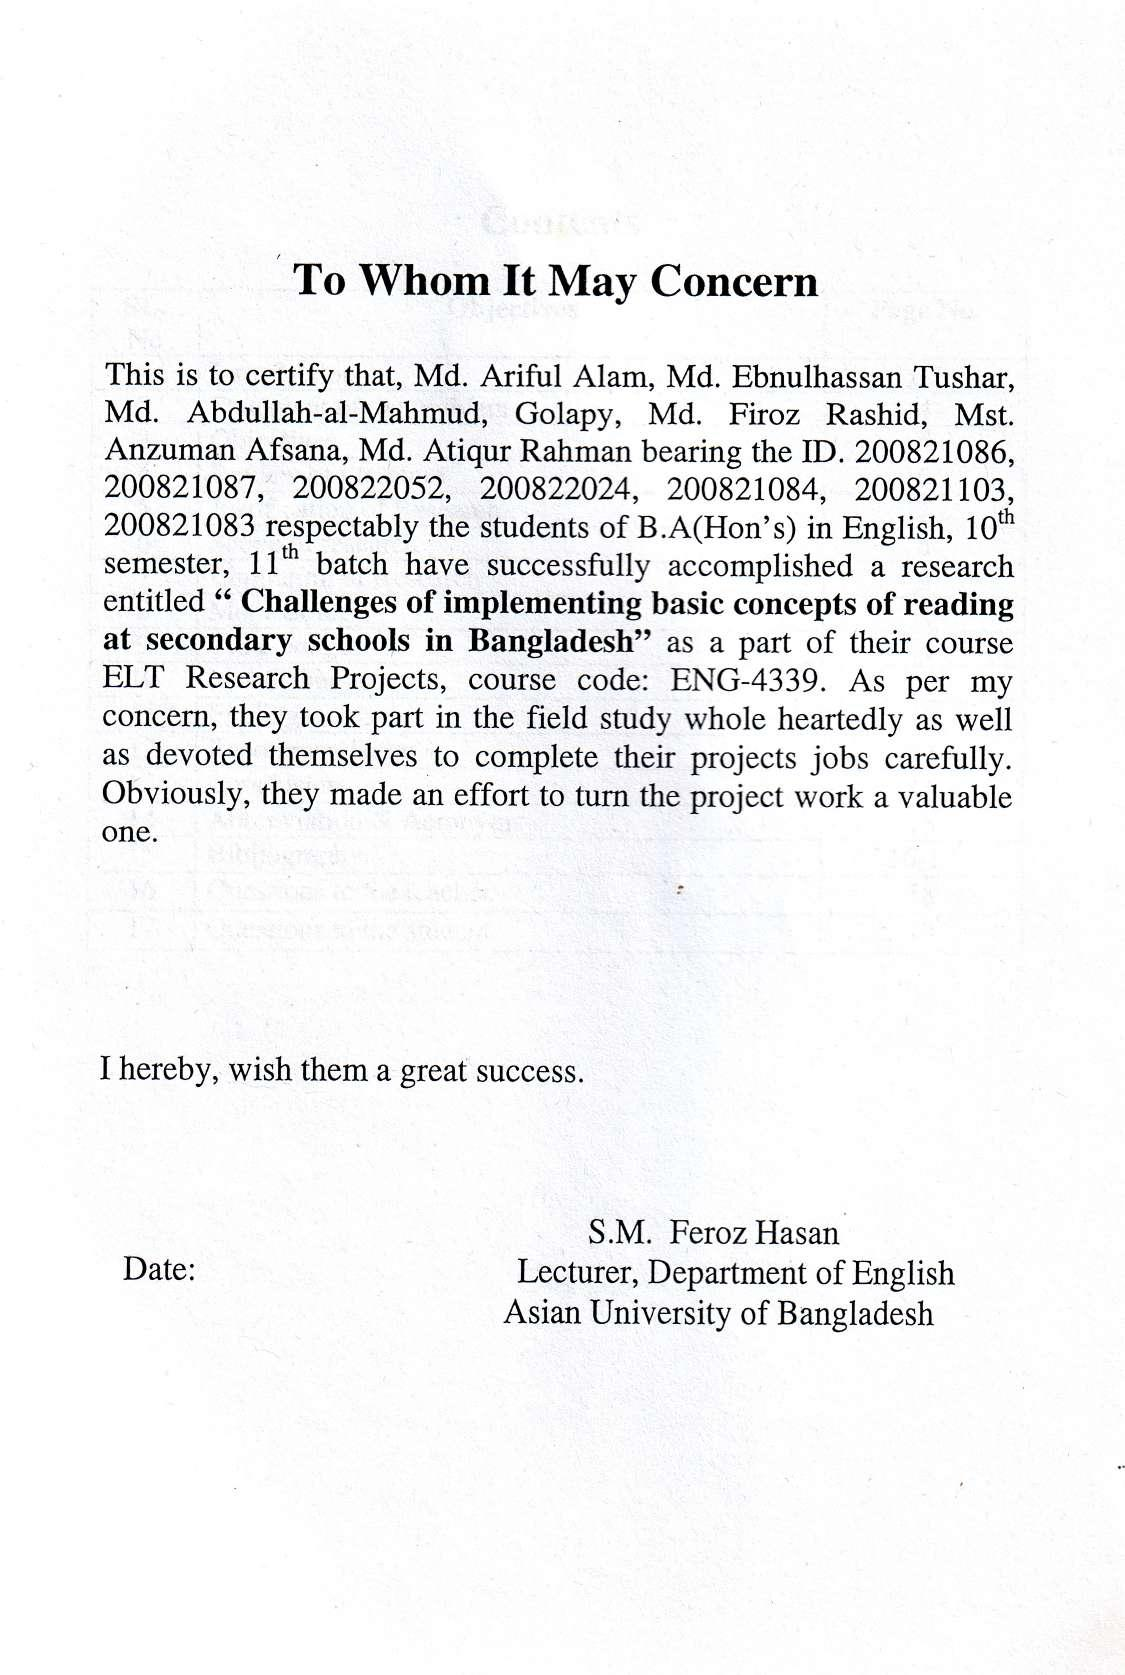 To Whom It May Concern
This is to certify that, Md. Ariful Alam, Md. Ebnulhassan Tushar,
Md. Abdullah-al-Mahmud, Golapy, Md. Firoz Rashid, Mst.
Anzuman Afsana, Md. Atiqur Rahman bearing the ID. 200821086,
200821087, 200822052, 200822024, 200821084, 200821103,
200821083 respectably the students of B.A(Hon's) in English, 10th
semester, 11th batch have successfully accomplished a research
entitled “ Challenges of implementing basic concepts of reading
at secondary schools in Bangladesh” as a part of their course
ELT Research Projects, course code: ENG-4339. As per my
concern, they took part in the field study whole heartedly as well
as devoted themselves to complete their projects jobs carefully.
Obviously, they made an effort to turn the project work a valuable
one.
I hereby, wish them a great success.
S.M. Feroz Hasan
Date:
Lecturer, Department of English
Asian University of Bangladesh